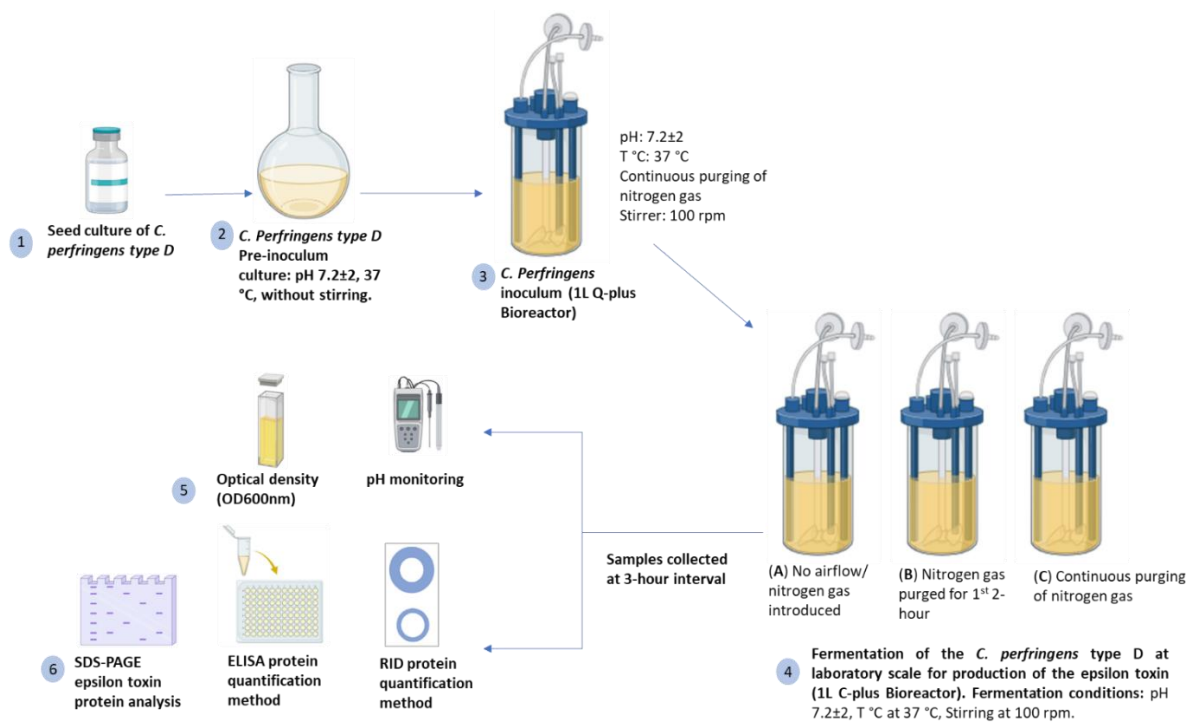 1
Seed culture of C.
perfringens type D
2
C. Perfringens type D
Pre-inoculum
culture: pH 7.2±2, 37
°C, without stirring.
3
C. Perfringens
inoculum (1L Q-plus
Bioreactor)
pH: 7.2±2
T °C: 37 °C
Continuous purging of
nitrogen gas
Stirrer: 100 rpm
(A) No airflow/
nitrogen gas
introduced
(B) Nitrogen gas
purged for 1st 2-
hour
(C) Continuous purging
of nitrogen gas
4
Fermentation of the C. perfringens type D at
laboratory scale for production of the epsilon toxin
(1L C-plus Bioreactor). Fermentation conditions: pH
7.2±2, T °C at 37 °C, Stirring at 100 rpm.
Samples collected
at 3-hour interval
5
Optical density
(OD600nm)
pH monitoring
6
SDS-PAGE
epsilon toxin
protein analysis
ELISA protein
quantification
method
RID protein
quantification
method